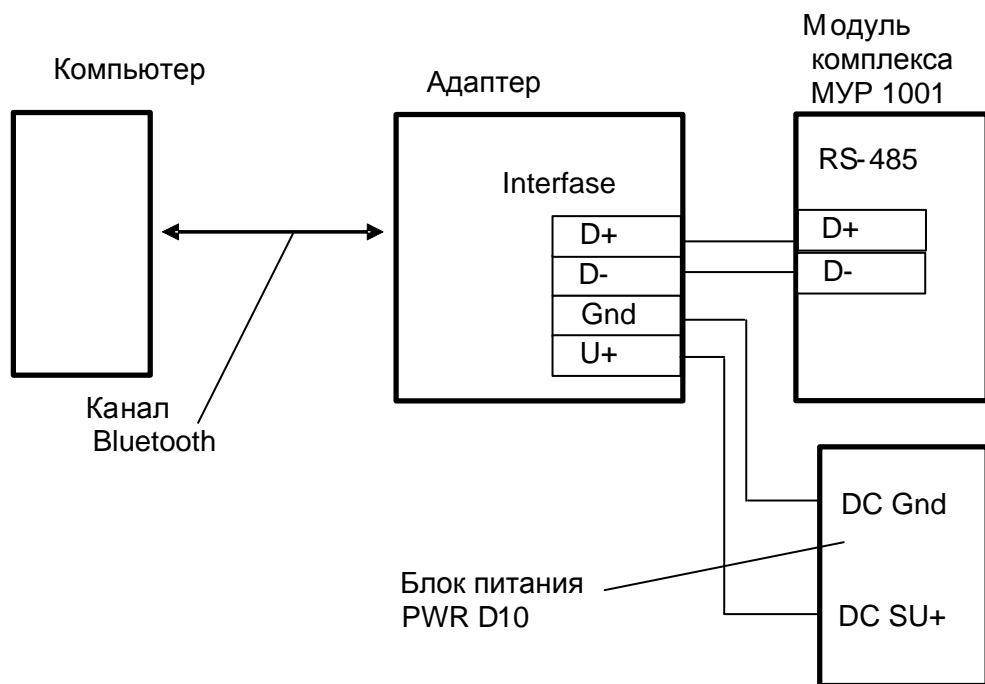 Компьютер
Адаптер
Модуль
комплекса
МУР 1001
Interfase
D+
D-
Gnd
U+
RS-485
D+
D-
Канал
Bluetooth
Блок питания
PWR D10
DC Gnd
DC SU+